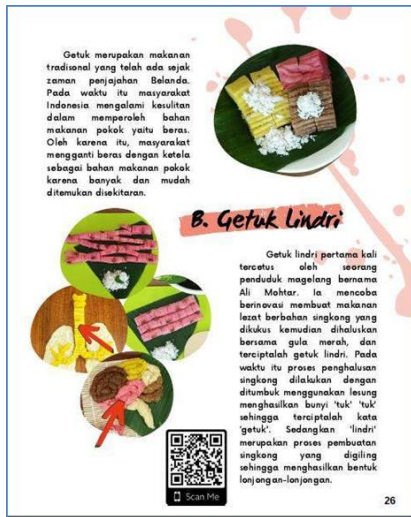 Getuk merupakan makanan
tradisonal yang telah ada sejak
zaman penjajahan Belanda.
Pada waktu itu masyarakat
Indonesia mengalami kesulitan
dalam memperoleh bahan
makanan pokok yaitu beras.
Oleh karena itu, masyarakat
mengganti beras dengan ketela
sebagai bahan makanan pokok
karena banyak dan mudah
ditemukan disekitaran.
B. Getuk Lindri
Getuk lindri pertama kali
tercetus oleh seorang
penduduk magelang bernama
Ali Mohtar. Ia mencoba
berinovasi membuat makanan
lezat berbahan singkong yang
dikukus kemudian dihaluskan
bersama gula merah, dan
terciptalah getuk lindri. Pada
waktu itu proses penghalusan
singkong dilakukan dengan
ditumbuk menggunakan lesung
menghasilkan bunyi 'tuk' 'tuk'
sehingga terciptalah kata
'getuk'. Sedangkan 'lindri'
merupakan proses pembuatan
singkong yang digiling
sehingga menghasilkan bentuk
lonjongan-lonjongan.
Scan Me
26